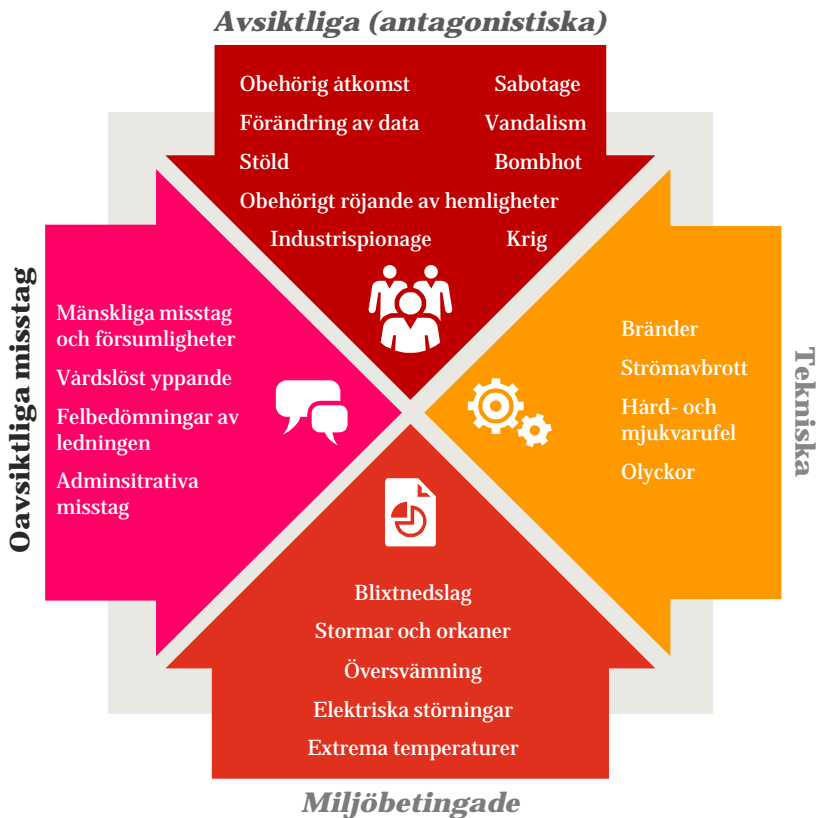 Avsiktliga (antagonistiska)
Obehörig åtkomst Sabotage
Förändring av data Vandalism
Stöld Bombhot
Obehörigt röjande av hemligheter
Industrispionage Krig
Oavsiktliga misstag
Mänskliga misstag
och försumligheter
Vårdslöst yppande
Felbedömningar av
ledningen
Adminsitrativa
misstag
Tekniska
Bränder
Strömavbrott
Hård- och
mjukvarufel
Olyckor
Blixtnedslag
Stormar och orkaner
Översvämning
Elektriska störningar
Extrema temperaturer
Miljöbetingade